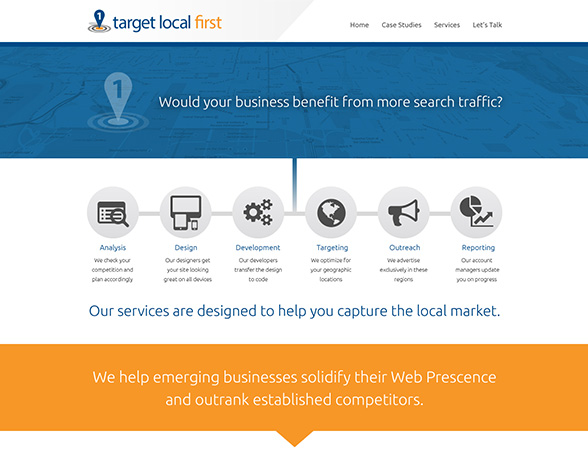 1
target local first
Home Case Studies Services Let's Talk
1
Would your business benefit from more search traffic?
Analysis
We check your
competition and
plan accordingly
Design
Our designers get
your site looking
great on all devices
Development
Our developers
transfer the design
to code
Targeting
We optimize for
your geographic
locations
Outreach
We advertise
exclusively in these
regions
Reporting
Our account
managers update
you on progress
Our services are designed to help you capture the local market.
We help emerging businesses solidify their Web Prescence
and outrank established competitors.